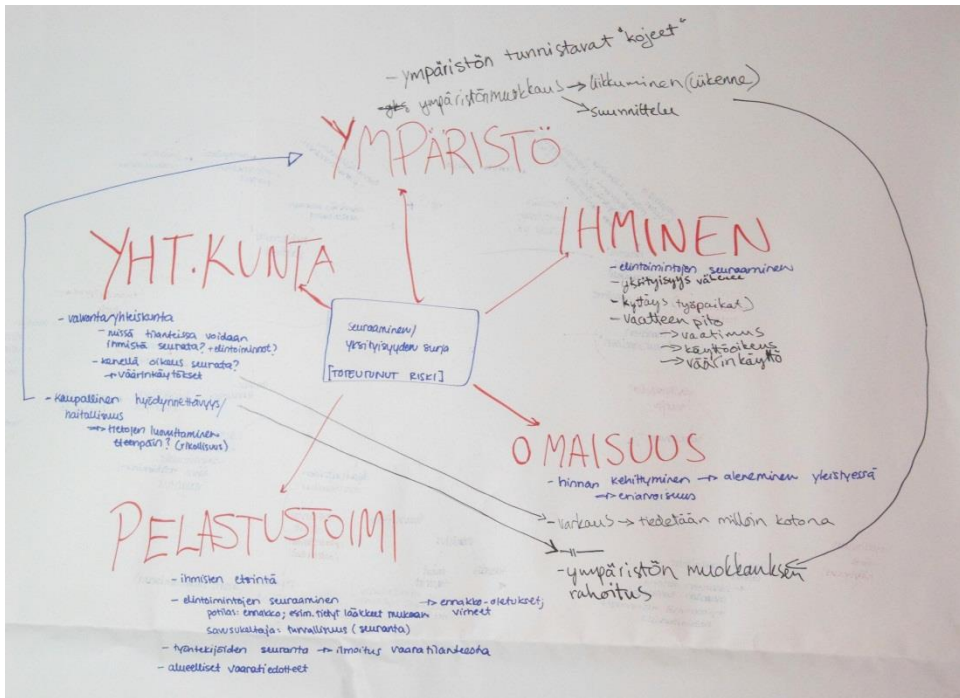 - ympäristön tunnistavat "kojeet"
ympäristönmuokkaus → liikkuminen (liikenne)
→ suunnittelu
YMPÄRISTÖ
IHMINEN
- elintoimintojen seuraaminen
- yksityisyys vähenee
- kyttäys työpaikat)
- vaatteen pito
→ vaatimus
→ käyttöoikeus
→ väärinkäyttö
YHT.KUNTA
- valvontayhteiskunta
- missä tilanteissa voidaan
ihmistä seurata? + elintoiminnot?
- kenellä oikeus seurata?
→ väärinkäytökset
- kaupallinen hyödynnettävyys/
haitallisuus
→ tietojen luovuttaminen
eteenpäin? (rikollisuus)
seuraaminen/
yksityisyyden suoja
[TOTEUTUNUT RISKI]
OMAISUUS
- hinnan kehittyminen → aleneminen yleistyessä
→ eriarvoisuus
- varkaus → tiedetään milloin kotona
-||-
- ympäristön muokkauksen
rahoitus
PELASTUSTOIMI
- ihmisten etsintä
- elintoimintojen seuraaminen → ennakko-oletukset;
potilas: ennakko; esim. tietyt lääkkeet mukaan virheet
savusukeltaja: turvallisuus (seuranta)
- työntekijöiden seuranta → ilmoitus vaaratilanteesta
- alueelliset vaaratiedotteet